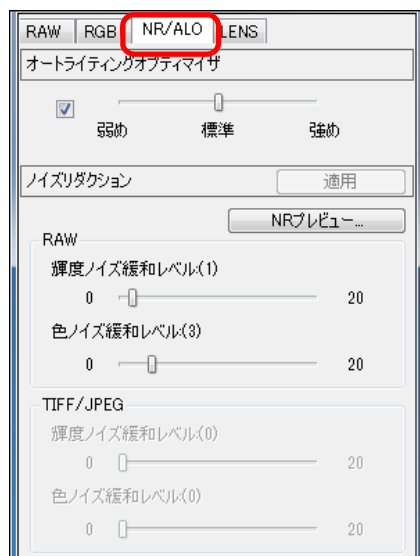 RAW RGB NR/ALO LENS
オートライティングオプティマイザ
弱め 標準 強め
ノイズリダクション 適用
NRプレビュー...
RAW
輝度ノイズ緩和レベル:(1)
0 20
色ノイズ緩和レベル:(3)
0 20
TIFF/JPEG
輝度ノイズ緩和レベル:(0)
0 20
色ノイズ緩和レベル:(0)
0 20